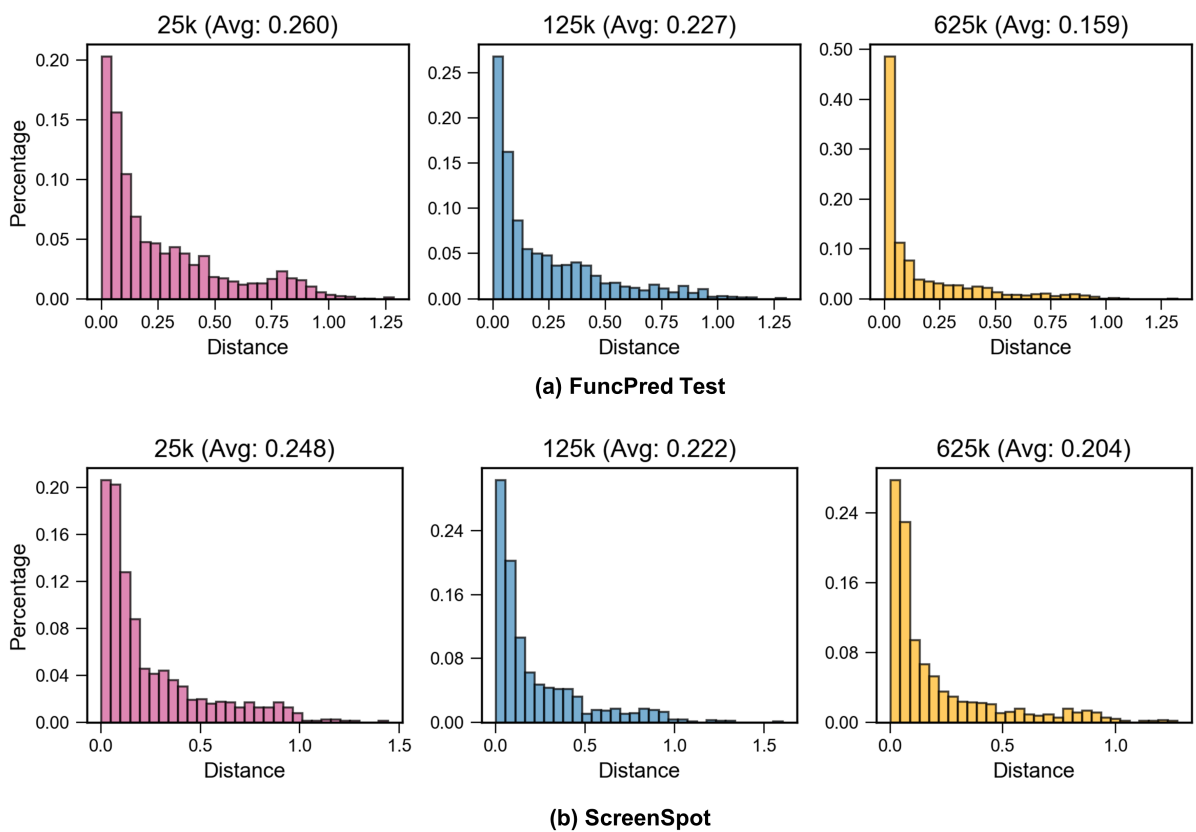 25k (Avg: 0.260) 125k (Avg: 0.227) 625k (Avg: 0.159)
Percentage
0.20
0.15
0.10
0.05
0.00
0.00 0.25 0.50 0.75 1.00 1.25
Distance
0.25
0.20
0.15
0.10
0.05
0.00
0.00 0.25 0.50 0.75 1.00 1.25
Distance
0.50
0.40
0.30
0.20
0.10
0.00
0.00 0.25 0.50 0.75 1.00 1.25
Distance
(a) FuncPred Test
25k (Avg: 0.248) 125k (Avg: 0.222) 625k (Avg: 0.204)
Percentage
0.20
0.16
0.12
0.08
0.04
0.00
0.0 0.5 1.0 1.5
Distance
0.24
0.16
0.08
0.00
0.0 0.5 1.0 1.5
Distance
0.24
0.16
0.08
0.00
0.0 0.5 1.0
Distance
(b) ScreenSpot